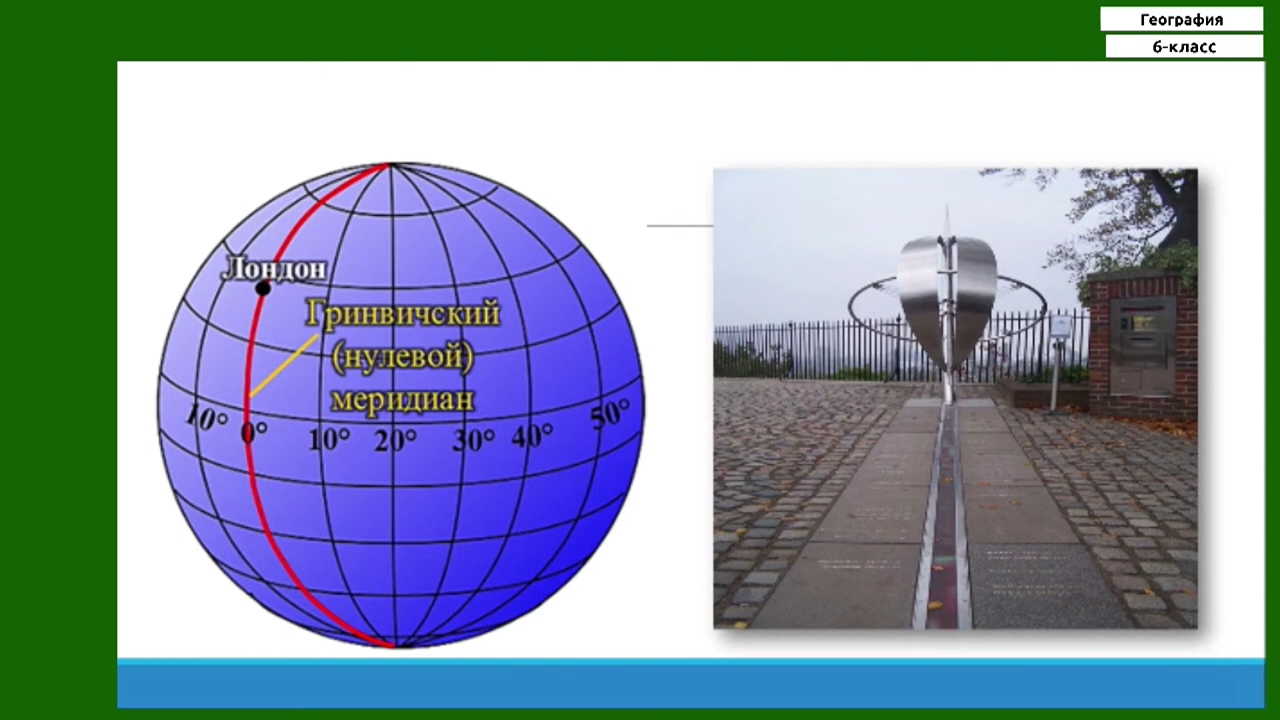 География
6-класс
Лондон
Гринвичский
(нулевой)
меридиан
10° 0° 10° 20° 30° 40° 50°